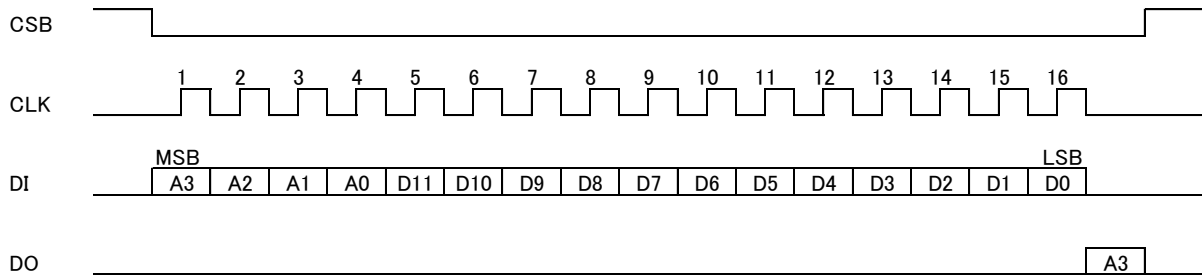 CSB
1 2 3 4 5 6 7 8 9 10 11 12 13 14 15 16
CLK
MSB LSB
DI A3 A2 A1 A0 D11 D10 D9 D8 D7 D6 D5 D4 D3 D2 D1 D0
DO A3